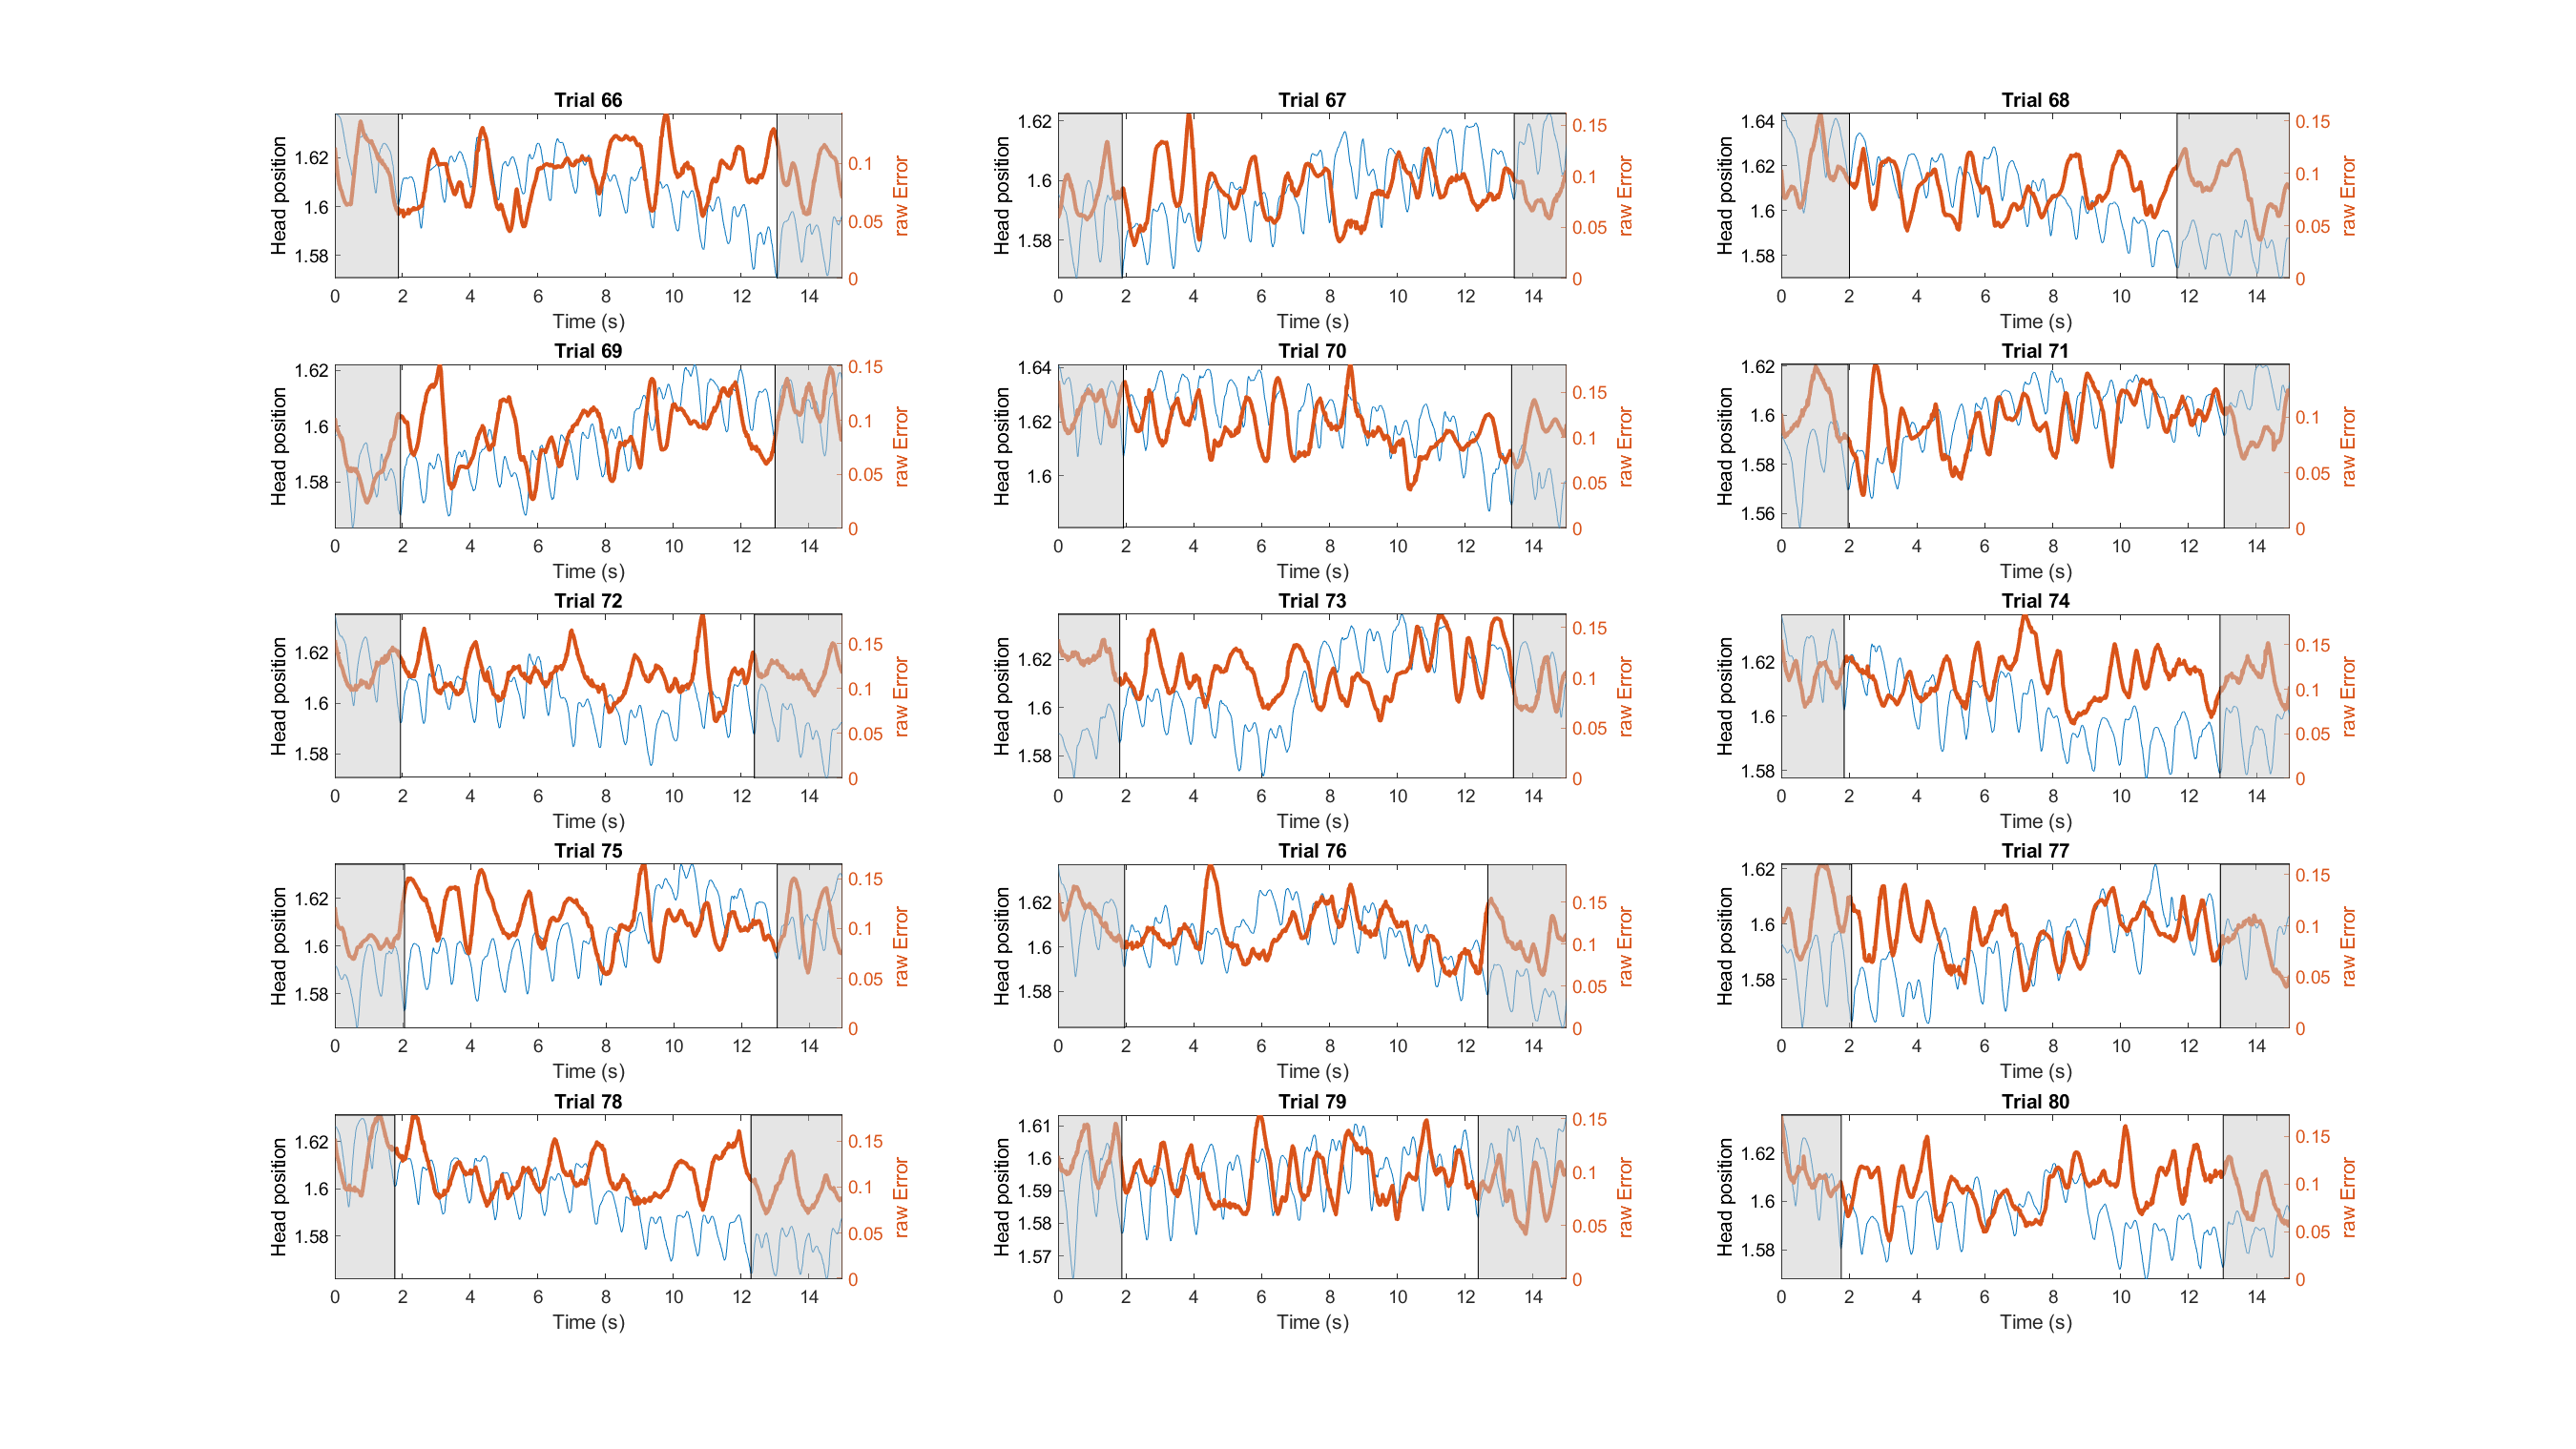 Trial 66
Head position
1.62
1.6
1.58
0.1
0.05
0
raw Error
0 2 4 6 8 10 12 14
Time (s)
Trial 67
Head position
1.62
1.6
1.58
0.15
0.1
0.05
0
raw Error
0 2 4 6 8 10 12 14
Time (s)
Trial 68
Head position
1.64
1.62
1.6
1.58
0.15
0.1
0.05
0
raw Error
0 2 4 6 8 10 12 14
Time (s)
Trial 69
Head position
1.62
1.6
1.58
0.15
0.1
0.05
0
raw Error
0 2 4 6 8 10 12 14
Time (s)
Trial 70
Head position
1.64
1.62
1.6
0.15
0.1
0.05
0
raw Error
0 2 4 6 8 10 12 14
Time (s)
Trial 71
Head position
1.62
1.6
1.58
1.56
0.1
0.05
0
raw Error
0 2 4 6 8 10 12 14
Time (s)
Trial 72
Head position
1.62
1.6
1.58
0.15
0.1
0.05
0
raw Error
0 2 4 6 8 10 12 14
Time (s)
Trial 73
Head position
1.62
1.6
1.58
0.15
0.1
0.05
0
raw Error
0 2 4 6 8 10 12 14
Time (s)
Trial 74
Head position
1.62
1.6
1.58
0.15
0.1
0.05
0
raw Error
0 2 4 6 8 10 12 14
Time (s)
Trial 75
Head position
1.62
1.6
1.58
0.15
0.1
0.05
0
raw Error
0 2 4 6 8 10 12 14
Time (s)
Trial 76
Head position
1.62
1.6
1.58
0.15
0.1
0.05
0
raw Error
0 2 4 6 8 10 12 14
Time (s)
Trial 77
Head position
1.62
1.6
1.58
0.15
0.1
0.05
0
raw Error
0 2 4 6 8 10 12 14
Time (s)
Trial 78
Head position
1.62
1.6
1.58
0.15
0.1
0.05
0
raw Error
0 2 4 6 8 10 12 14
Time (s)
Trial 79
Head position
1.61
1.6
1.59
1.58
1.57
0.15
0.1
0.05
0
raw Error
0 2 4 6 8 10 12 14
Time (s)
Trial 80
Head position
1.62
1.6
1.58
0.15
0.1
0.05
0
raw Error
0 2 4 6 8 10 12 14
Time (s)